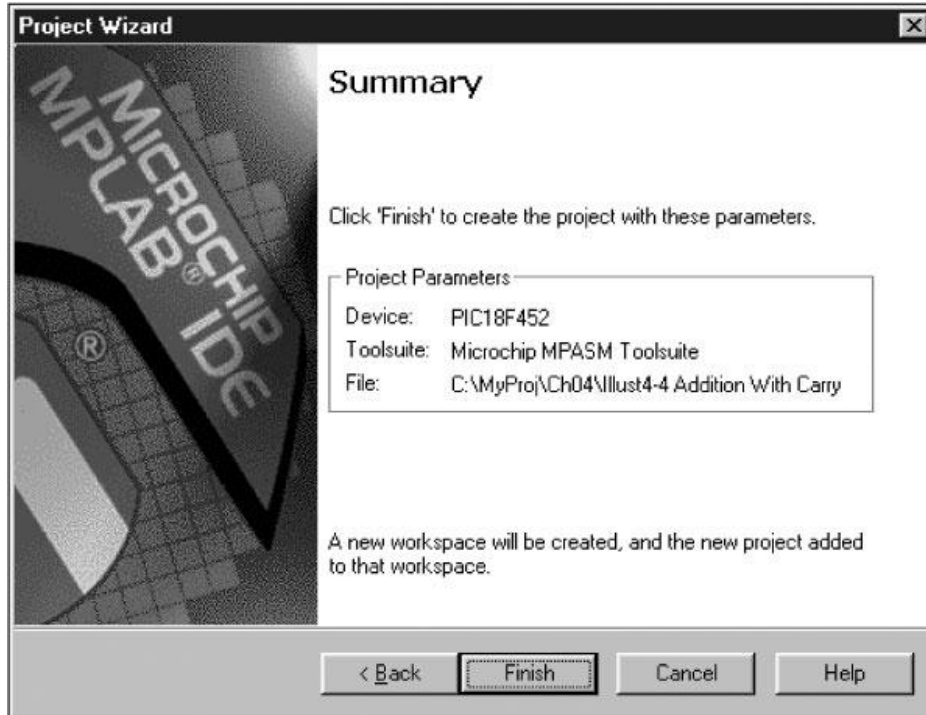 Project Wizard
MICROCHIP
MPLAB® IDE
®
Summary
Click 'Finish' to create the project with these parameters.
Project Parameters
Device: PIC18F452
Toolsuite: Microchip MPASM Toolsuite
File: C:\MyProj\Ch04\Illust4-4 Addition With Carry
A new workspace will be created, and the new project added
to that workspace.
< Back Finish Cancel Help